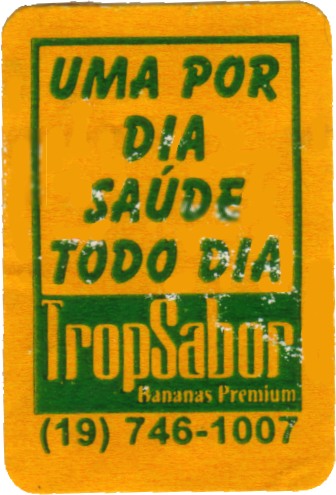 UMA POR
DIA
SAÚDE
TODO DIA
TropSabor
Bananas Premium
(19) 746-1007